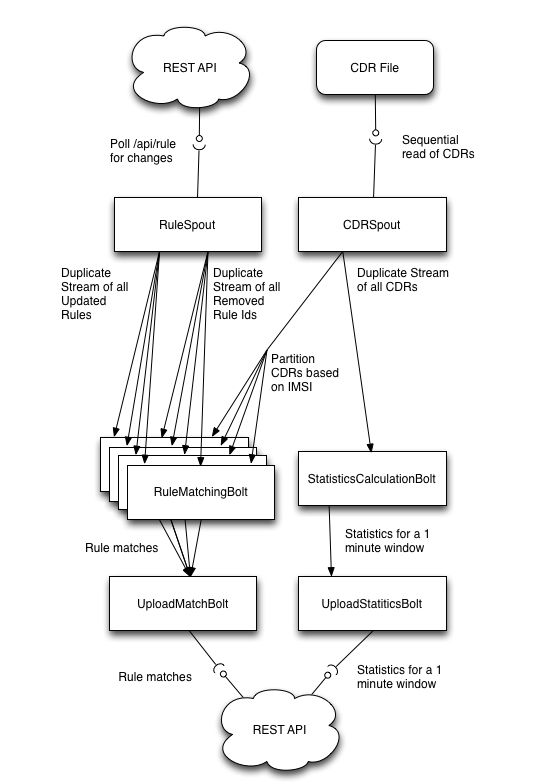 REST API
CDR File
Poll /api/rule
for changes
Sequential
read of CDRs
RuleSpout
CDRSpout
Duplicate
Stream of all
Updated
Rules
Duplicate
Stream of all
Removed
Rule Ids
Duplicate Stream
of all CDRs
Partition
CDRs based
on IMSI
RuleMatchingBolt
StatisticsCalculationBolt
Rule matches
Statistics for a 1
minute window
UploadMatchBolt
UploadStatiticsBolt
Rule matches
Statistics for a 1
minute window
REST API